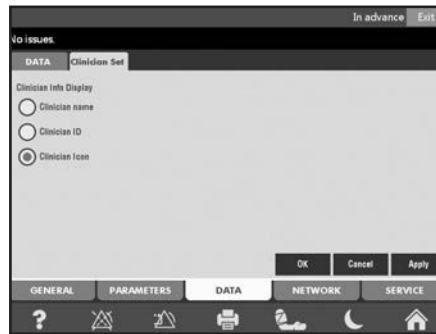 In advance Exit
No issues.
DATA Clinician Set
Clinician Info Display
Clinician name
Clinician ID
Clinician Icon
OK Cancel Apply
GENERAL PARAMETERS DATA NETWORK SERVICE
?